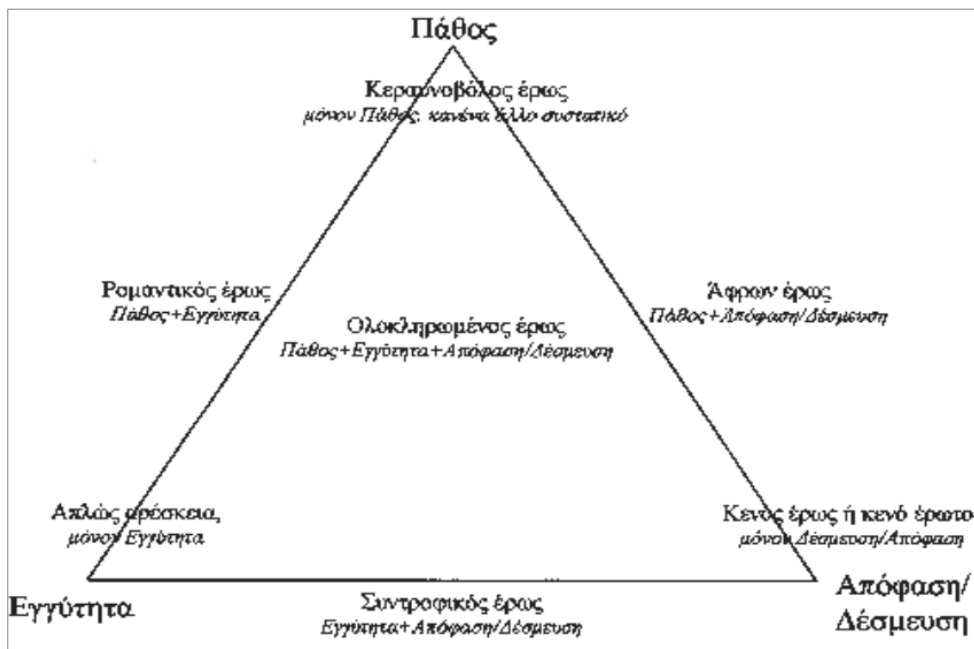 Πάθος
Κεραυνοβόλος έρως
μόνον Πάθος, κανένα άλλο συστατικό
Ρομαντικός έρως
Πάθος+Εγγύτητα
Άφρων έρως
Πάθος+Απόφαση/Δέσμευση
Ολοκληρωμένος έρως
Πάθος+Εγγύτητα+Απόφαση/Δέσμευση
Απλώς αρέσκεια,
μόνον Εγγύτητα
Κενός έρως ή κενό έρωτο
μόνον Δέσμευση/Απόφαση
Εγγύτητα
Συντροφικός έρως
Εγγύτητα+Απόφαση/Δέσμευση
Απόφαση/
Δέσμευση